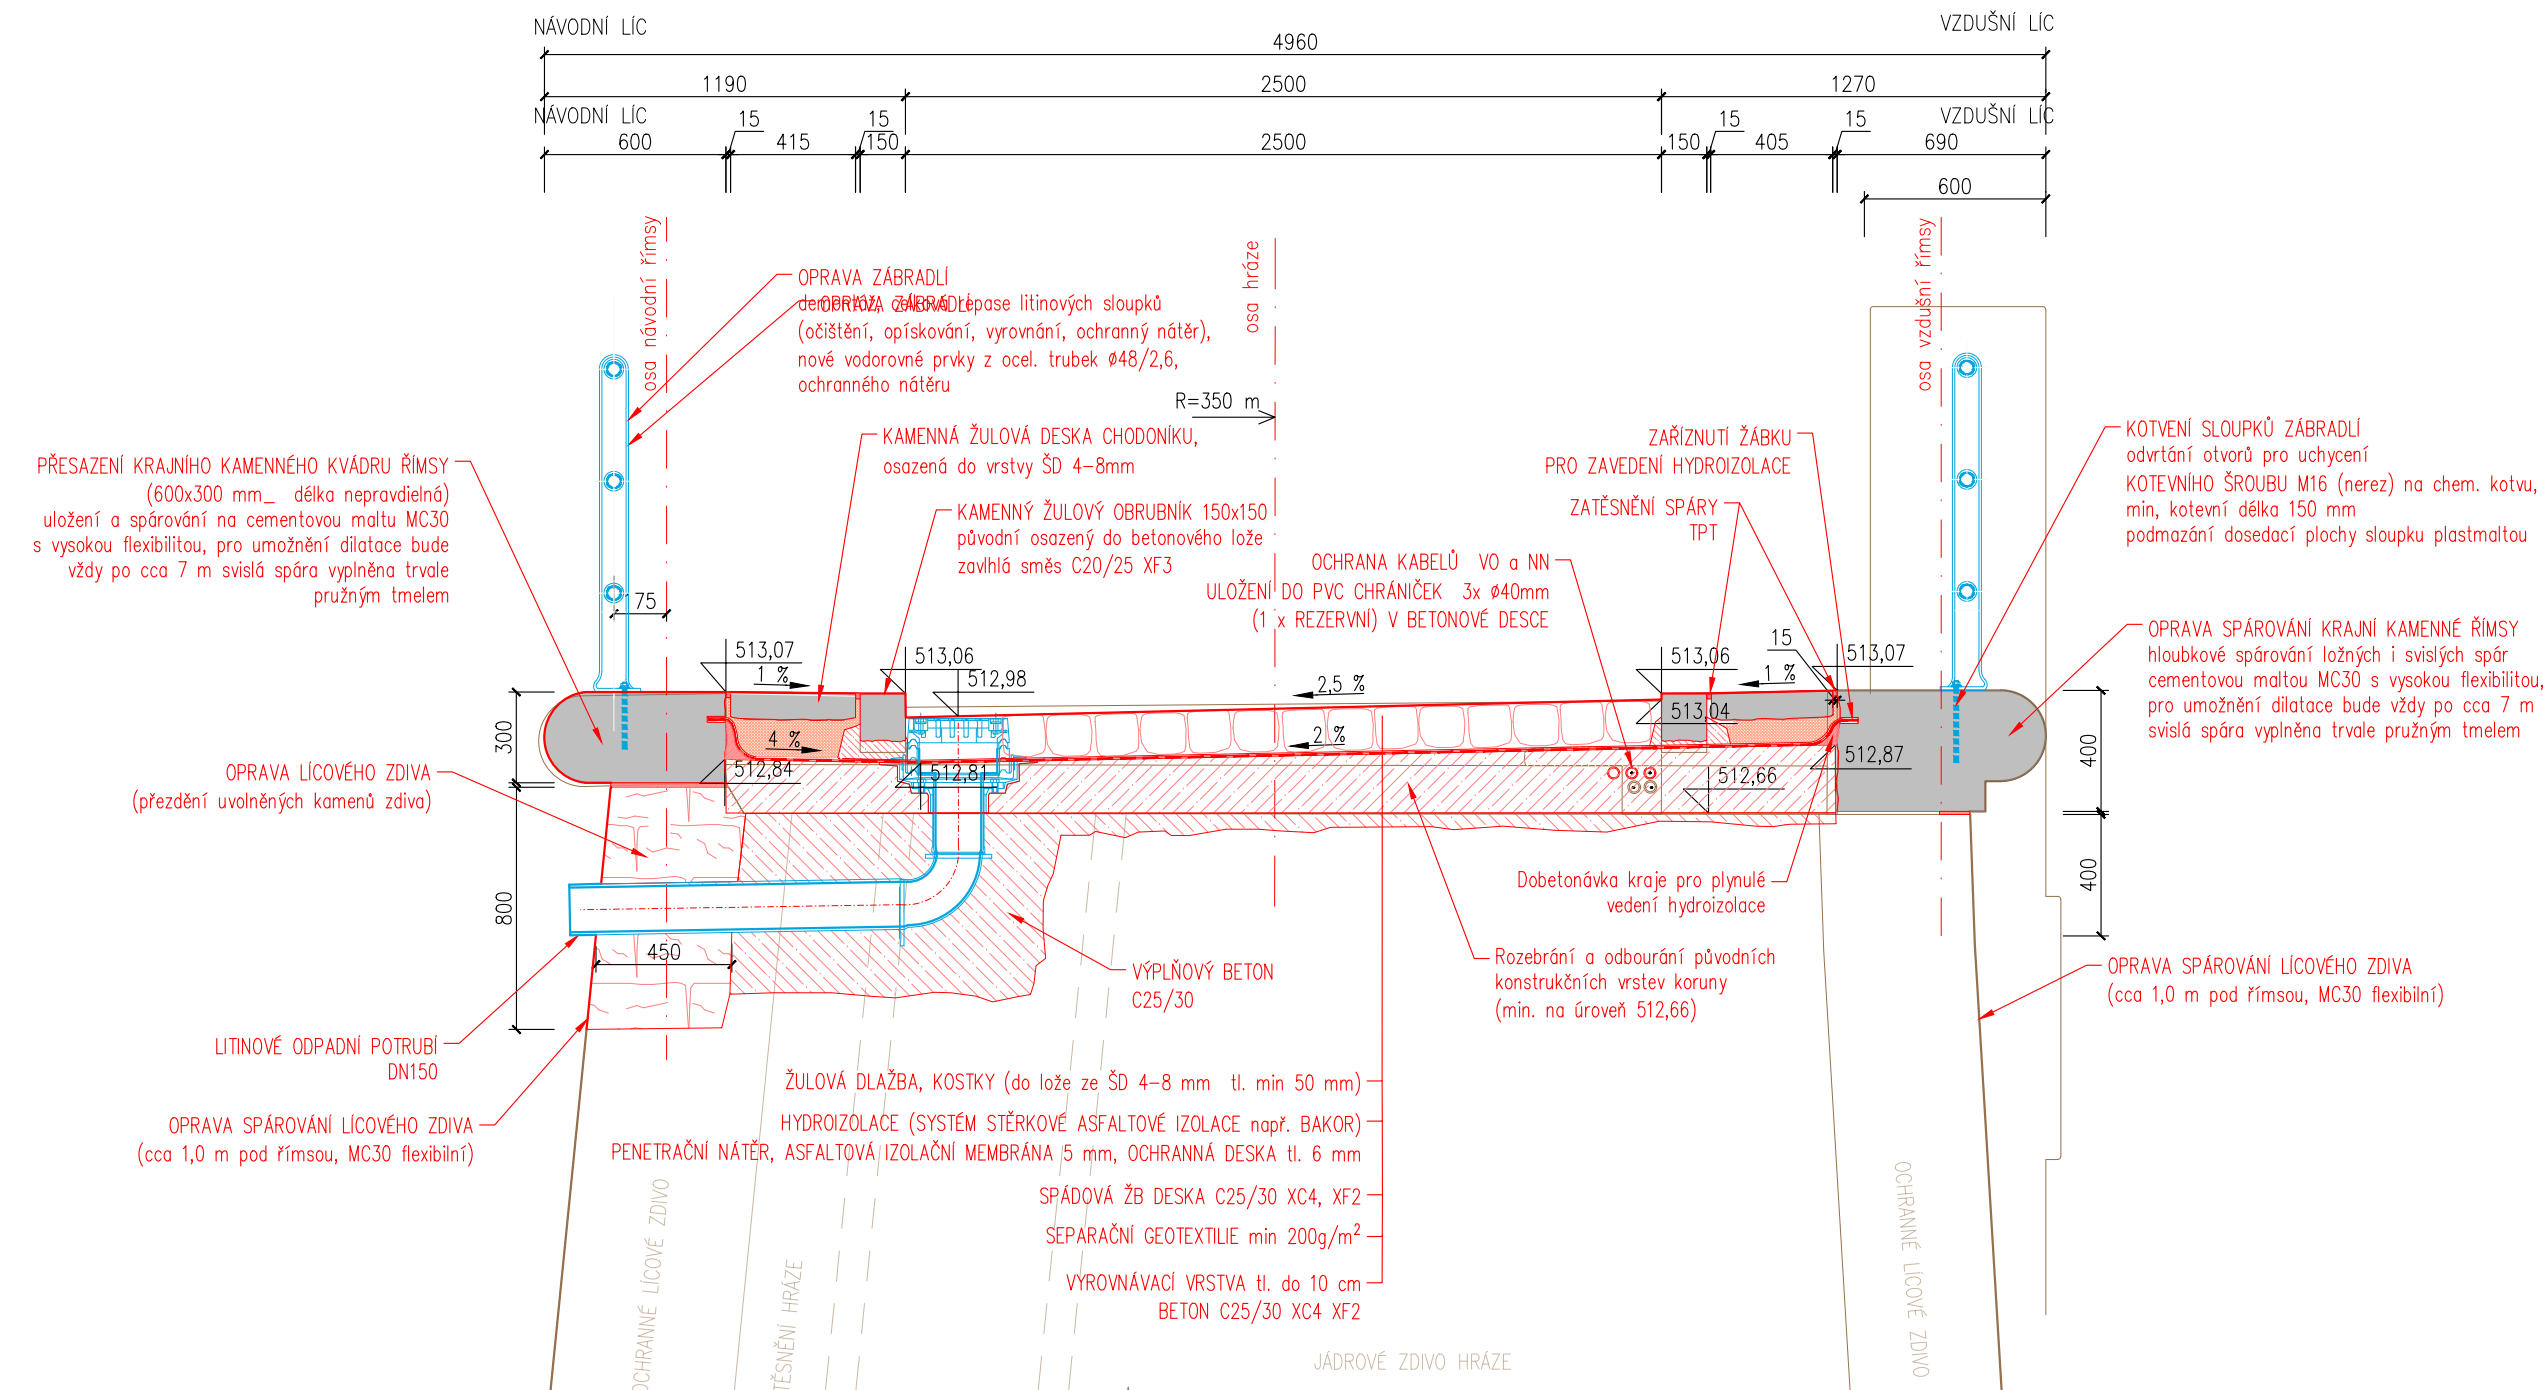 NÁVODNÍ LÍC
VZDUŠNÍ LÍC
4960
1190
2500
1270
NÁVODNÍ LÍC
VZDUŠNÍ LÍC
15
15
15
15
600
415
150
2500
150
405
690
600
osa návodní římsy
osa hráze
osa vzdušní římsy
OPRAVA ZÁBRADLÍ
OPRAVA ZÁBRADLÍ
demontáž, celková repase litinových sloupků
(očištění, opískování, vyrovnání, ochranný nátěr),
nové vodorovné prvky z ocel. trubek ø48/2,6,
ochranného nátěru
R=350 m
KAMENNÁ ŽULOVÁ DESKA CHODONÍKU,
osazená do vrstvy ŠD 4-8mm
KAMENNÝ ŽULOVÝ OBRUBNÍK 150x150
původní osazený do betonového lože
zavlhlá směs C20/25 XF3
PŘESAZENÍ KRAJNÍHO KAMENNÉHO KVÁDRU ŘÍMSY
(600x300 mm_ délka nepravdielná)
uložení a spárování na cementovou maltu MC30
s vysokou flexibilitou, pro umožnění dilatace bude
vždy po cca 7 m svislá spára vyplněna trvale
pružným tmelem
ZAŘÍZNUTÍ ŽÁBKU
PRO ZAVEDENÍ HYDROIZOLACE
ZATĚSNĚNÍ SPÁRY
TPT
OCHRANA KABELŮ VO a NN
ULOŽENÍ DO PVC CHRÁNIČEK 3x ø40mm
(1 x REZERVNÍ) V BETONOVÉ DESCE
KOTVENÍ SLOUPKŮ ZÁBRADLÍ
odvrtání otvorů pro uchycení
KOTEVNÍHO ŠROUBU M16 (nerez) na chem. kotvu,
min, kotevní délka 150 mm
podmazání dosedací plochy sloupku plastmaltou
OPRAVA SPÁROVÁNÍ KRAJNÍ KAMENNÉ ŘÍMSY
hloubkové spárování ložných i svislých spár
cementovou maltou MC30 s vysokou flexibilitou,
pro umožnění dilatace bude vždy po cca 7 m
svislá spára vyplněna trvale pružným tmelem
175
513,07
1 %
513,06
512,98
2,5 %
513,06
1 %
15
513,07
513,04
4 %
2 %
512,84
512,81
512,66
512,87
300
800
450
400
400
OPRAVA LÍCOVÉHO ZDIVA
(přezdění uvolněných kamenů zdiva)
Dobetonávka kraje pro plynulé
vedení hydroizolace
Rozebrání a odbourání původních
konstrukčních vrstev koruny
(min. na úroveň 512,66)
VÝPLŇOVÝ BETON
C25/30
OPRAVA SPÁROVÁNÍ LÍCOVÉHO ZDIVA
(cca 1,0 m pod římsou, MC30 flexibilní)
LITINOVÉ ODPADNÍ POTRUBÍ
DN150
OPRAVA SPÁROVÁNÍ LÍCOVÉHO ZDIVA
(cca 1,0 m pod římsou, MC30 flexibilní)
ŽULOVÁ DLAŽBA, KOSTKY (do lože ze ŠD 4-8 mm tl. min 50 mm)
HYDROIZOLACE (SYSTÉM STĚRKOVÉ ASFALTOVÉ IZOLACE např. BAKOR)
PENETRAČNÍ NÁTĚR, ASFALTOVÁ IZOLAČNÍ MEMBRÁNA 5 mm, OCHRANNÁ DESKA tl. 6 mm
SPÁDOVÁ ŽB DESKA C25/30 XC4, XF2
SEPARAČNÍ GEOTEXTILIE min 200g/m²
VYROVNÁVACÍ VRSTVA tl. do 10 cm
BETON C25/30 XC4 XF2
OCHRANNÉ LÍCOVÉ ZDIVO
TĚSNĚNÍ HRÁZE
JÁDROVÉ ZDIVO HRÁZE
OCHRANNÉ LÍCOVÉ ZDIVO